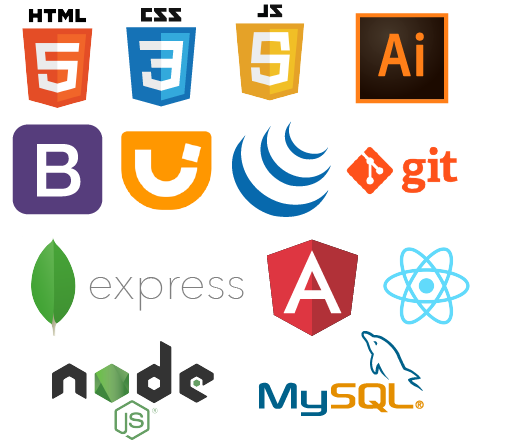 HTML CSS JS
5 3 5 Ai
B git
express A
node
JS ®
MySQL®